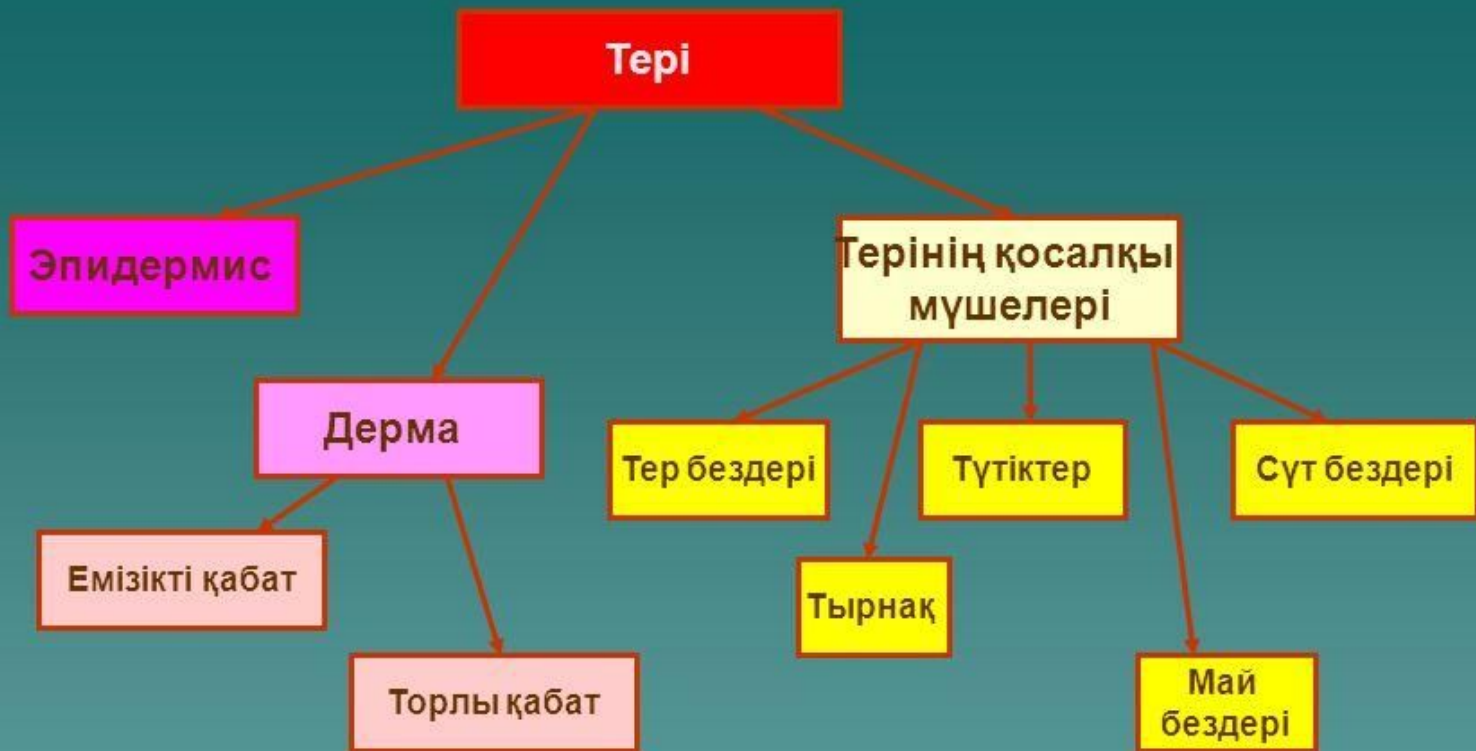 Тері
Эпидермис
Терінің қосалқы
мүшелері
Дерма
Тер бездері
Түтіктер
Сүт бездері
Емізікті қабат
Тырнақ
Торлы қабат
Май
бездері